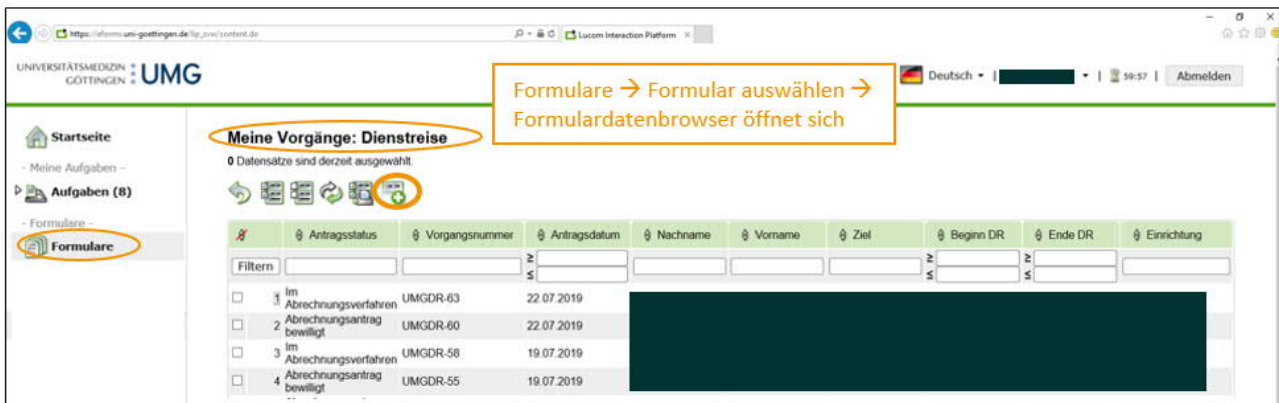 https://eforms.uni-goettingen.de/lip_zvw/content.do
Lucom Interaction Platform
UNIVERSITÄTSMEDIZIN GÖTTINGEN : UMG
Deutsch
59:57
Abmelden
Formulare → Formular auswählen →
Formulardatenbrowser öffnet sich
Startseite
- Meine Aufgaben -
Aufgaben (8)
- Formulare -
Formulare
Meine Vorgänge: Dienstreise
0 Datensätze sind derzeit ausgewählt.
Antragsstatus Vorgangsnummer Antragsdatum Nachname Vorname Ziel Beginn DR Ende DR Einrichtung
Filtern ≥ ≤ ≥ ≤ ≥ ≤
1 Im Abrechnungsverfahren UMGDR-63 22.07.2019
2 Abrechnungsantrag bewilligt UMGDR-60 22.07.2019
3 Im Abrechnungsverfahren UMGDR-58 19.07.2019
4 Abrechnungsantrag bewilligt UMGDR-55 19.07.2019